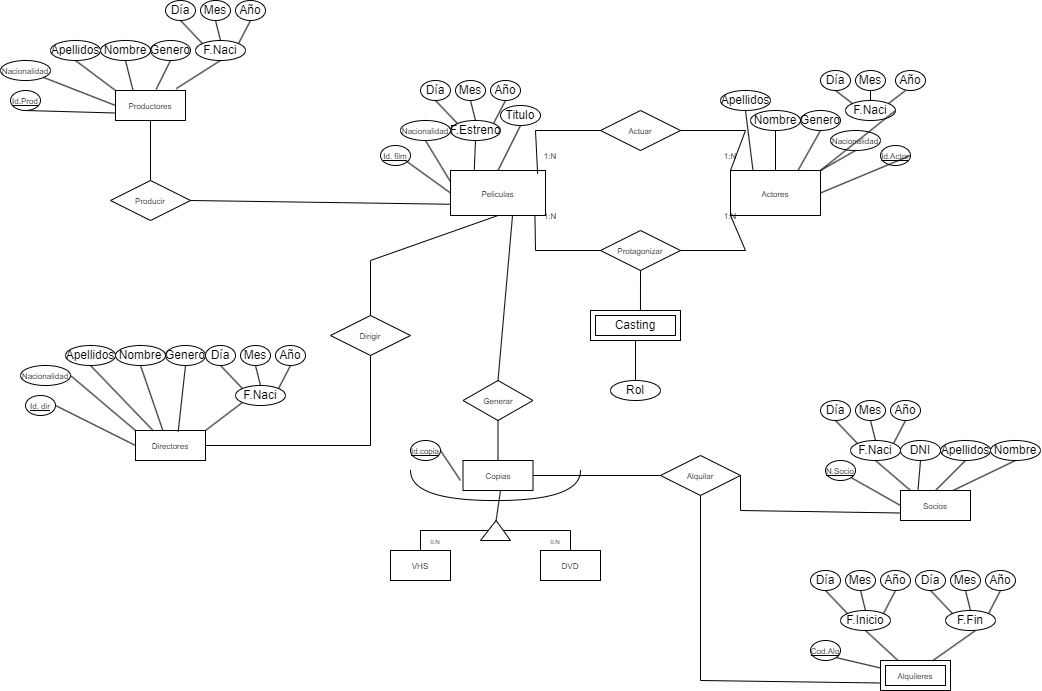 Día Mes Año
Apellidos Nombre Genero F.Naci
Nacionalidad
Id.Prod
Productores
Producir
Día Mes Año
Titulo
Nacionalidad F.Estreno
Id. film
Peliculas
1:N
1:N
Actuar
1:N
1:N
Protagonizar
Casting
Rol
Día Mes Año
Apellidos
F.Naci
Nombre Genero
Nacionalidad
Id.Actor
Actores
Dirigir
Apellidos Nombre Genero Día Mes Año
Nacionalidad
F.Naci
Id. dir
Directores
Generar
Id.copia
Copias
0:N
0:N
VHS
DVD
Alquilar
Día Mes Año
F.Naci DNI Apellidos Nombre
N.Socio
Socios
Día Mes Año Día Mes Año
F.Inicio F.Fin
Cod.Alq
Alquileres